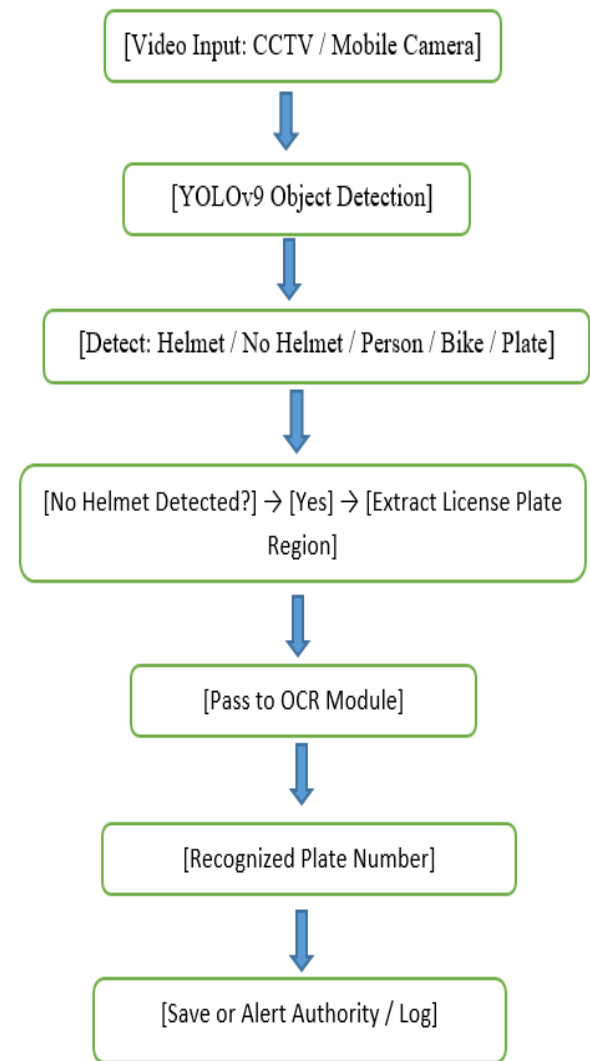 [Video Input: CCTV / Mobile Camera]
[YOLOv9 Object Detection]
[Detect: Helmet / No Helmet / Person / Bike / Plate]
[No Helmet Detected?] → [Yes] → [Extract License Plate
Region]
[Pass to OCR Module]
[Recognized Plate Number]
[Save or Alert Authority / Log]